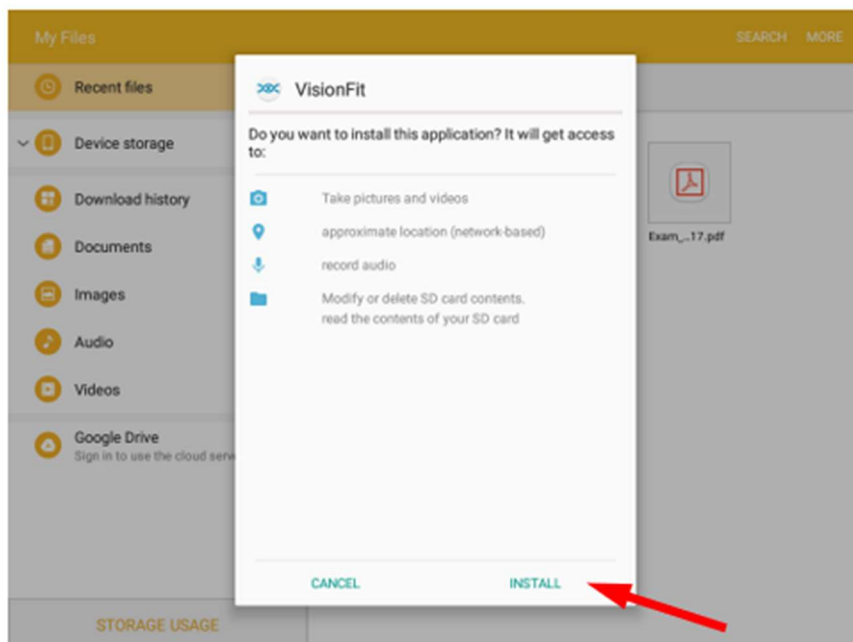 My Files
SEARCH MORE
Recent files
Device storage
Download history
Documents
Images
Audio
Videos
Google Drive
Sign in to use the cloud serv
STORAGE USAGE
VisionFit
Do you want to install this application? It will get access
to:
Take pictures and videos
approximate location (network-based)
record audio
Modify or delete SD card contents.
read the contents of your SD card
CANCEL INSTALL
Exam_...17.pdf